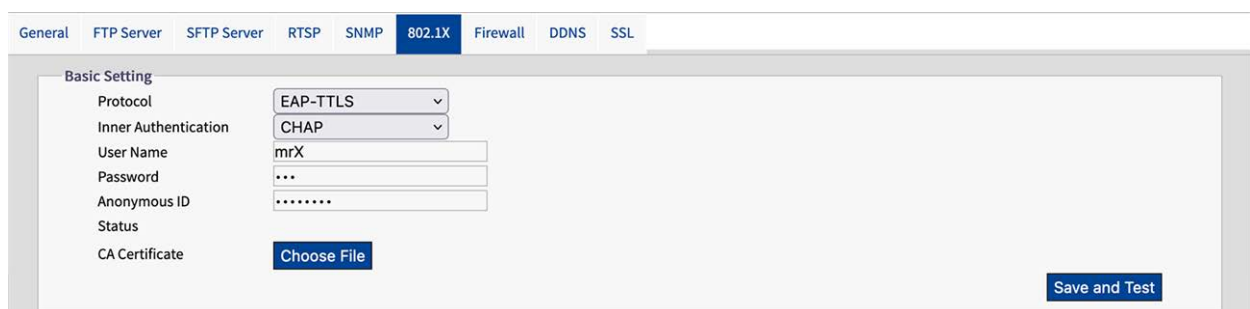 General FTP Server SFTP Server RTSP SNMP 802.1X Firewall DDNS SSL
Basic Setting
Protocol EAP-TTLS
Inner Authentication CHAP
User Name mrX
Password •••
Anonymous ID ••••••••
Status
CA Certificate Choose File
Save and Test